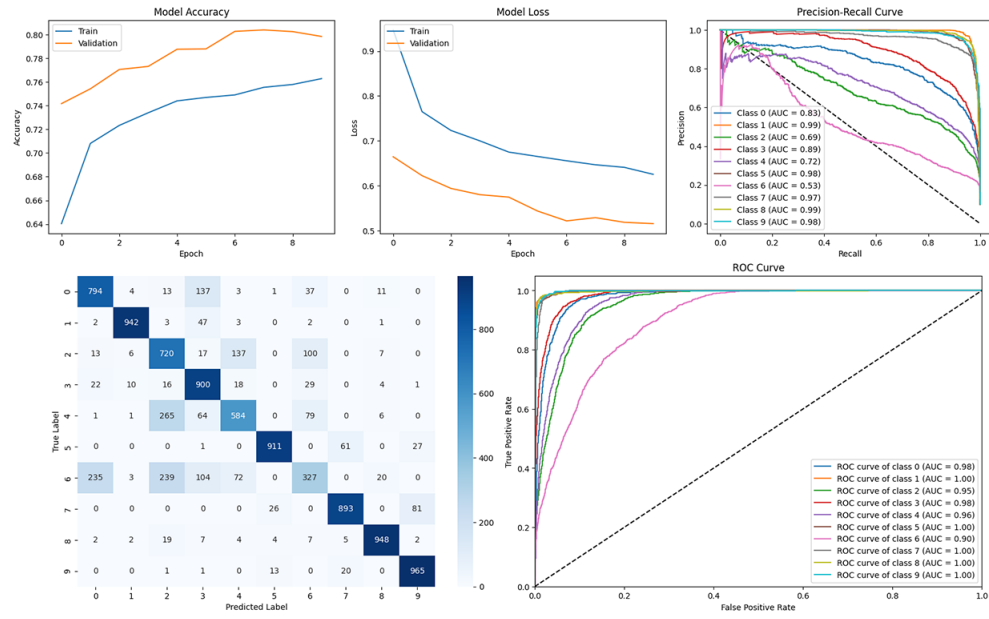 Model Accuracy
Train
Validation
0.80
0.78
0.76
0.74
0.72
0.70
0.68
0.66
0.64
Accuracy
0 2 4 6 8
Epoch
Model Loss
Train
Validation
0.9
0.8
0.7
0.6
0.5
Loss
0 2 4 6 8
Epoch
Precision-Recall Curve
1.0
0.8
0.6
0.4
0.2
0.0
Precision
Class 0 (AUC = 0.83)
Class 1 (AUC = 0.99)
Class 2 (AUC = 0.69)
Class 3 (AUC = 0.89)
Class 4 (AUC = 0.72)
Class 5 (AUC = 0.98)
Class 6 (AUC = 0.53)
Class 7 (AUC = 0.97)
Class 8 (AUC = 0.99)
Class 9 (AUC = 0.98)
0.0 0.2 0.4 0.6 0.8 1.0
Recall
0 794 4 13 137 3 1 37 0 11 0
1 2 942 3 47 3 0 2 0 1 0
2 13 6 720 17 137 0 100 0 7 0
3 22 10 16 900 18 0 29 0 4 1
4 1 1 265 64 584 0 79 0 6 0
5 0 0 0 1 0 911 0 61 0 27
6 235 3 239 104 72 0 327 0 20 0
7 0 0 0 0 0 26 0 893 0 81
8 2 2 19 7 4 4 7 5 948 2
9 0 0 1 1 0 13 0 20 0 965
True Label
0 1 2 3 4 5 6 7 8 9
Predicted Label
800
600
400
200
0
ROC Curve
1.0
0.8
0.6
0.4
0.2
0.0
True Positive Rate
ROC curve of class 0 (AUC = 0.98)
ROC curve of class 1 (AUC = 1.00)
ROC curve of class 2 (AUC = 0.95)
ROC curve of class 3 (AUC = 0.98)
ROC curve of class 4 (AUC = 0.96)
ROC curve of class 5 (AUC = 1.00)
ROC curve of class 6 (AUC = 0.90)
ROC curve of class 7 (AUC = 1.00)
ROC curve of class 8 (AUC = 1.00)
ROC curve of class 9 (AUC = 1.00)
0.0 0.2 0.4 0.6 0.8 1.0
False Positive Rate